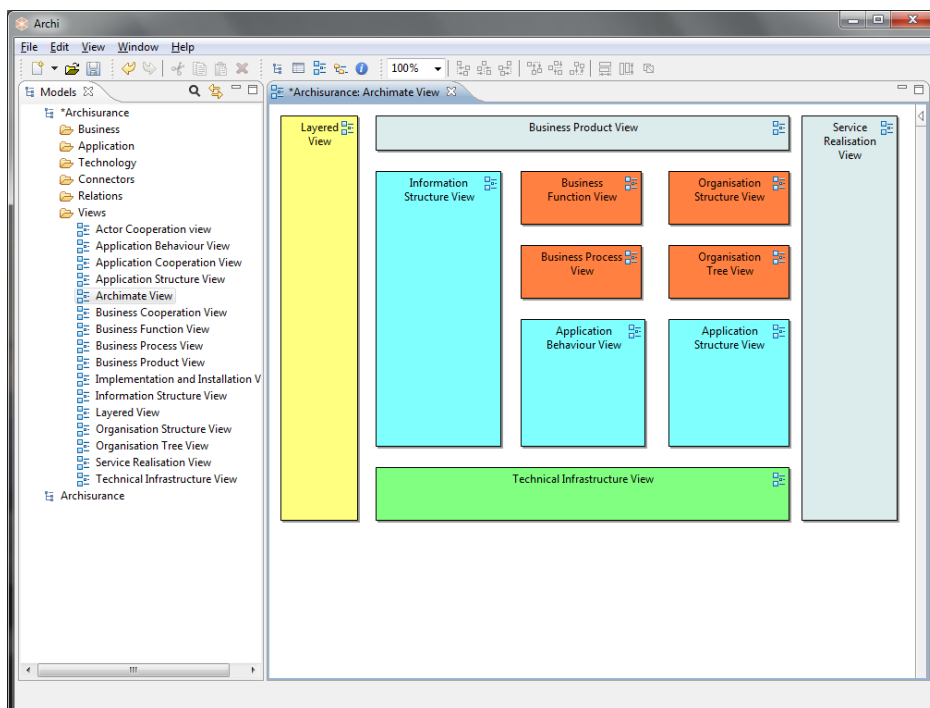 Archi
File Edit View Window Help
100%
Models
*Archisurance
Business
Application
Technology
Connectors
Relations
Views
Actor Cooperation view
Application Behaviour View
Application Cooperation View
Application Structure View
Archimate View
Business Cooperation View
Business Function View
Business Process View
Business Product View
Implementation and Installation V
Information Structure View
Layered View
Organisation Structure View
Organisation Tree View
Service Realisation View
Technical Infrastructure View
Archisurance
*Archisurance: Archimate View
Layered
View
Business Product View
Service
Realisation
View
Information
Structure View
Business
Function View
Organisation
Structure View
Business Process
View
Organisation
Tree View
Application
Behaviour View
Application
Structure View
Technical Infrastructure View